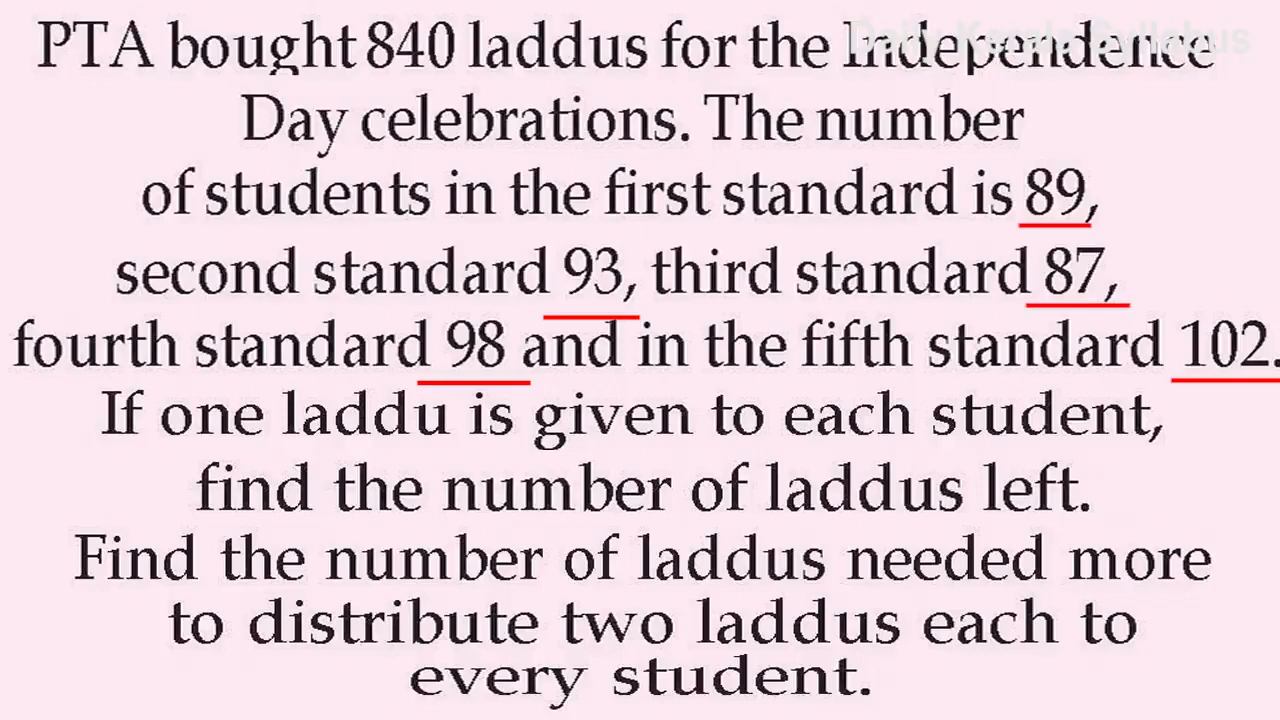 PTA bought 840 laddus for the Independence
Day celebrations. The number
of students in the first standard is 89,
second standard 93, third standard 87,
fourth standard 98 and in the fifth standard 102.
If one laddu is given to each student,
find the number of laddus left.
Find the number of laddus needed more
to distribute two laddus each to
every student.
Daily Kerala Syllabus